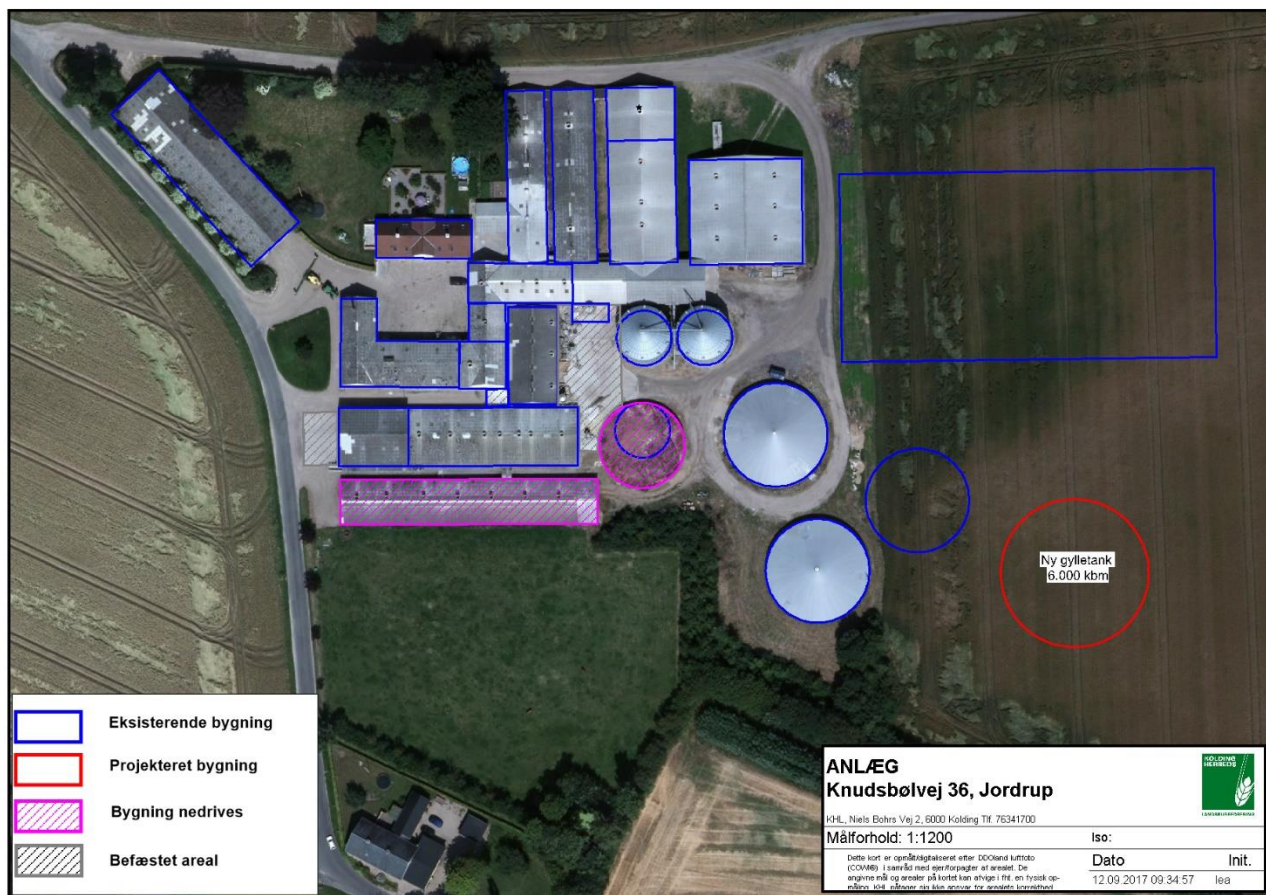 Ny gylletank
6.000 kbm
Eksisterende bygning
Projekteret bygning
Bygning nedrives
Befæstet areal
ANLÆG
Knudsbølvej 36, Jordrup
KOLDING
HERREDS
LANDBRUGSFORENING
KHL, Niels Bohrs Vej 2, 6000 Kolding Tlf. 76341700
Målforhold: 1:1200
Iso:
Dette kort er opmålt/digitaliseret efter DDOland luftfoto
(COWI®) i samråd med ejer/forpagter af arealet. De
angivne mål og arealer på kortet kan afvige i fht. en fysisk op-
måling. KHL påtager sig ikke ansvar for arealets korrekthed
Dato
Init.
12.09.2017 09:34:57
lea